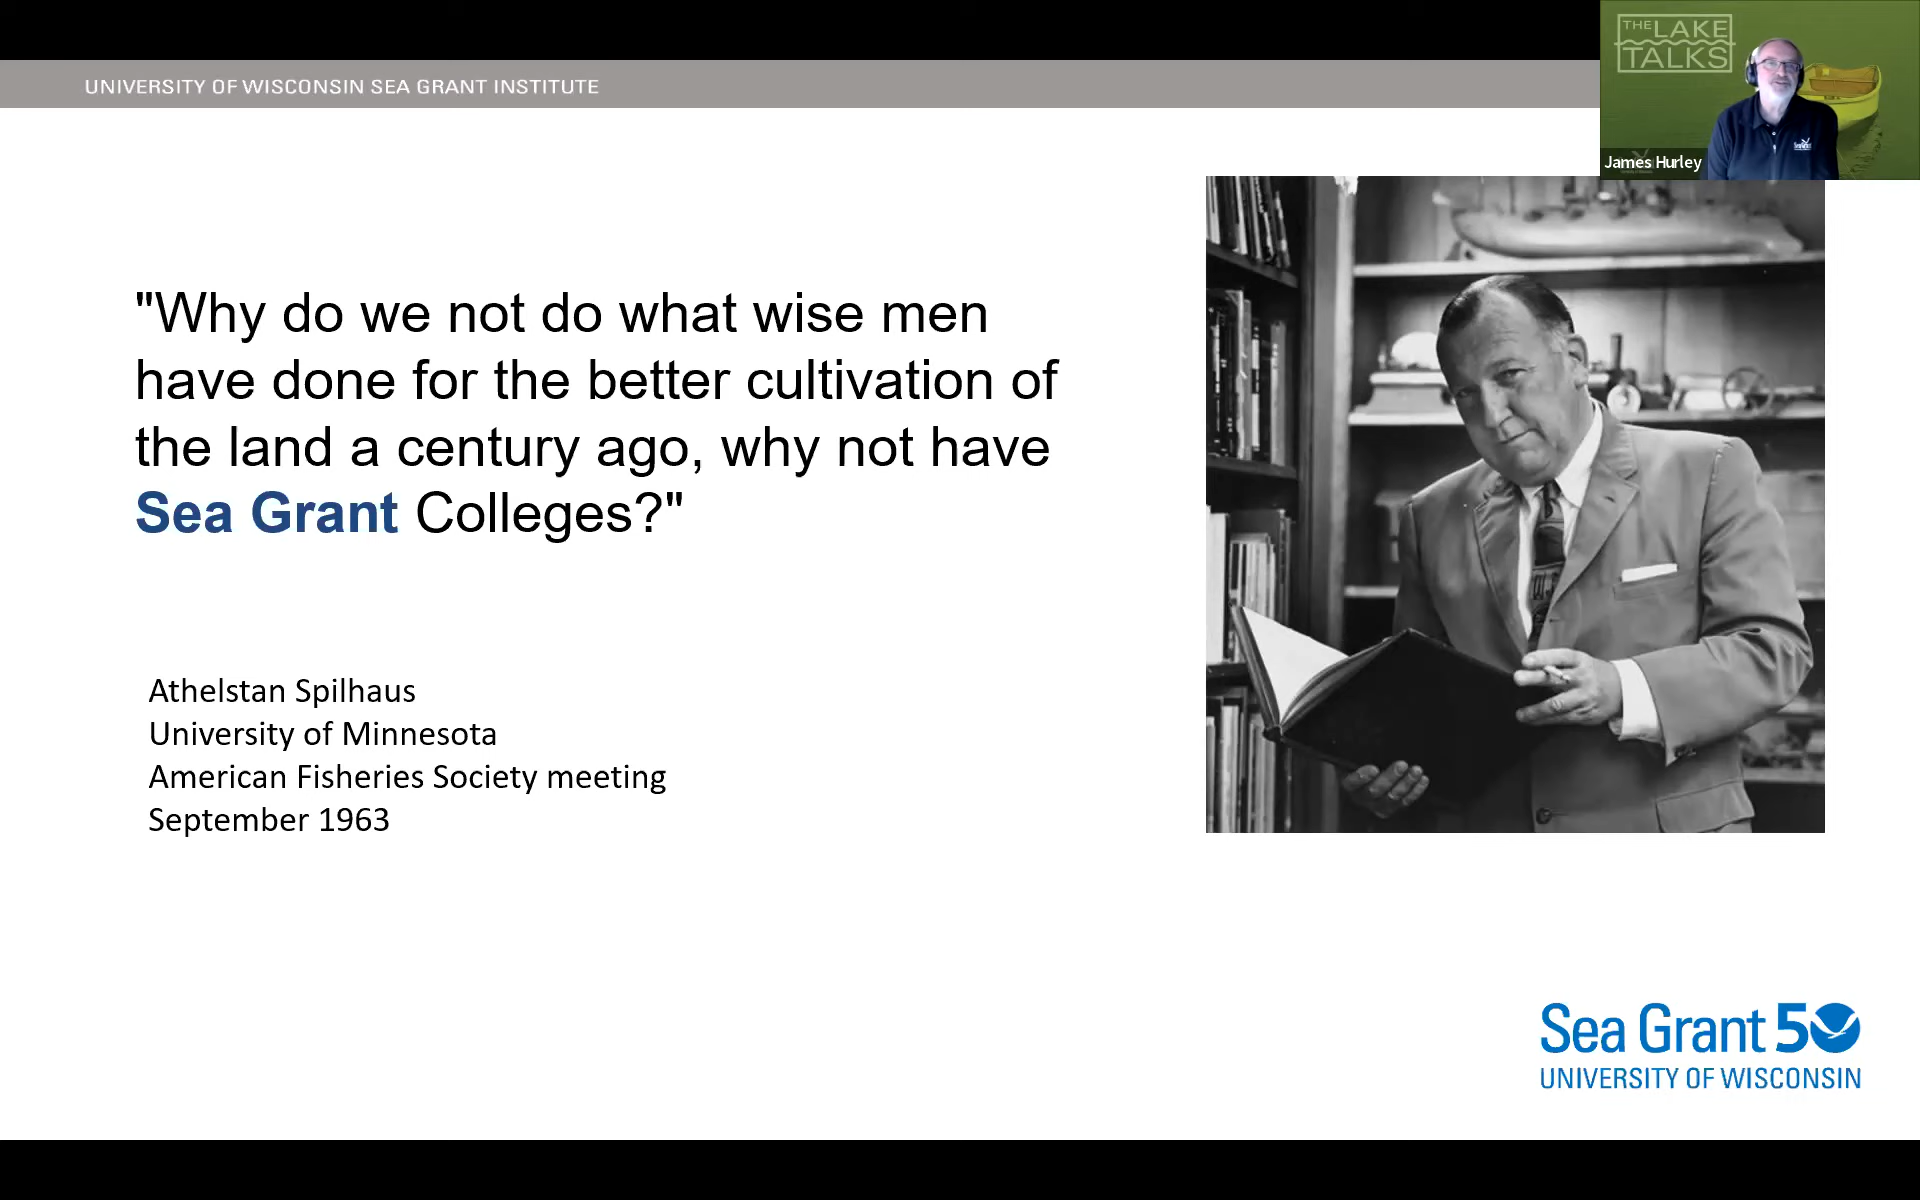 UNIVERSITY OF WISCONSIN SEA GRANT INSTITUTE
THE LAKE
TALKS
James Hurley
"Why do we not do what wise men
have done for the better cultivation of
the land a century ago, why not have
Sea Grant Colleges?"
Athelstan Spilhaus
University of Minnesota
American Fisheries Society meeting
September 1963
Sea Grant 50
UNIVERSITY OF WISCONSIN